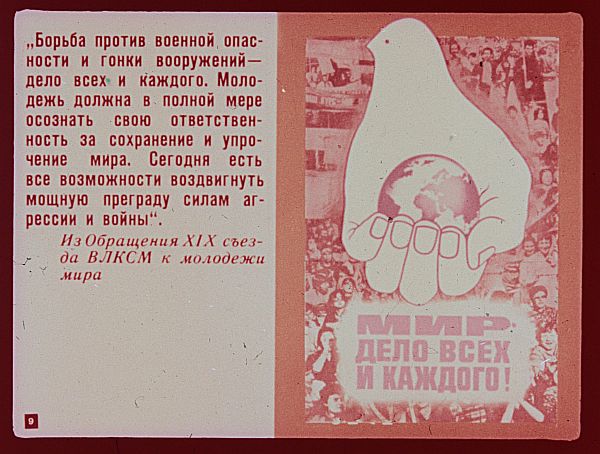 „Борьба против военной опас-
ности и гонки вооружений—
дело всех и каждого. Моло-
дежь должна в полной мере
осознать свою ответствен-
ность за сохранение и упро-
чение мира. Сегодня есть
все возможности воздвигнуть
мощную преграду силам аг-
рессии и войны“.
Из Обращения XIX съез-
да ВЛКСМ к молодежи
мира
МИР
ДЕЛО ВСЕХ
И КАЖДОГО!
9